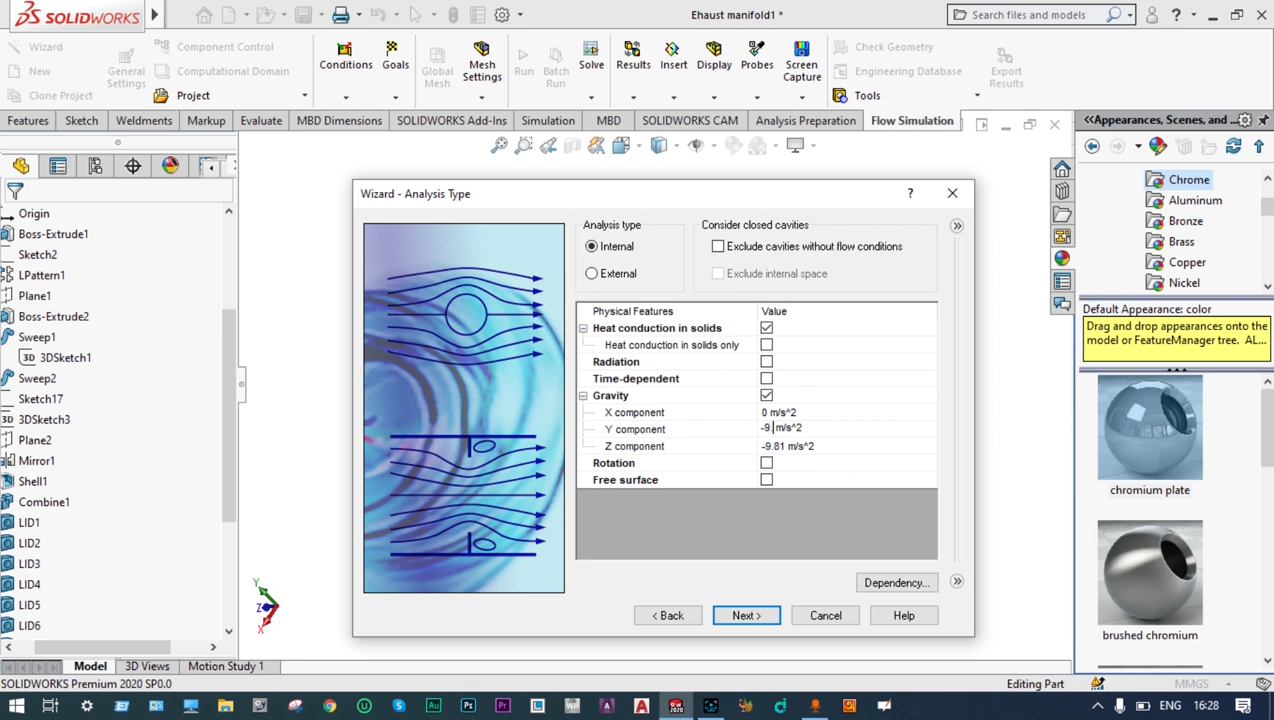 SOLIDWORKS
Ehaust manifold1 *
Search files and models
Wizard
New
Clone Project
General Settings
Component Control
Computational Domain
Project
Conditions
Goals
Global Mesh
Mesh Settings
Run
Batch Run
Solve
Results
Insert
Display
Probes
Screen Capture
Check Geometry
Engineering Database
Tools
Export Results
Features
Sketch
Weldments
Markup
Evaluate
MBD Dimensions
SOLIDWORKS Add-Ins
Simulation
MBD
SOLIDWORKS CAM
Analysis Preparation
Flow Simulation
Origin
Boss-Extrude1
Sketch2
LPattern1
Plane1
Boss-Extrude2
Sweep1
3D 3DSketch1
Sweep2
Sketch17
3D 3DSketch3
Plane2
Mirror1
Shell1
Combine1
LID1
LID2
LID3
LID4
LID5
LID6
Y
Z
X
Wizard - Analysis Type
?
Analysis type
Internal
External
Consider closed cavities
Exclude cavities without flow conditions
Exclude internal space
Physical Features Value
Heat conduction in solids
Heat conduction in solids only
Radiation
Time-dependent
Gravity
X component 0 m/s^2
Y component -9. m/s^2
Z component -9.81 m/s^2
Rotation
Free surface
Dependency...
< Back
Next >
Cancel
Help
Appearances, Scenes, and ...
Chrome
Aluminum
Bronze
Brass
Copper
Nickel
Default Appearance: color
Drag and drop appearances onto the
model or FeatureManager tree. AL...
chromium plate
brushed chromium
Model
3D Views
Motion Study 1
SOLIDWORKS Premium 2020 SP0.0
Editing Part
MMGS
Au
Ps
Pr
WP
A
A
2020
ENG
16:28